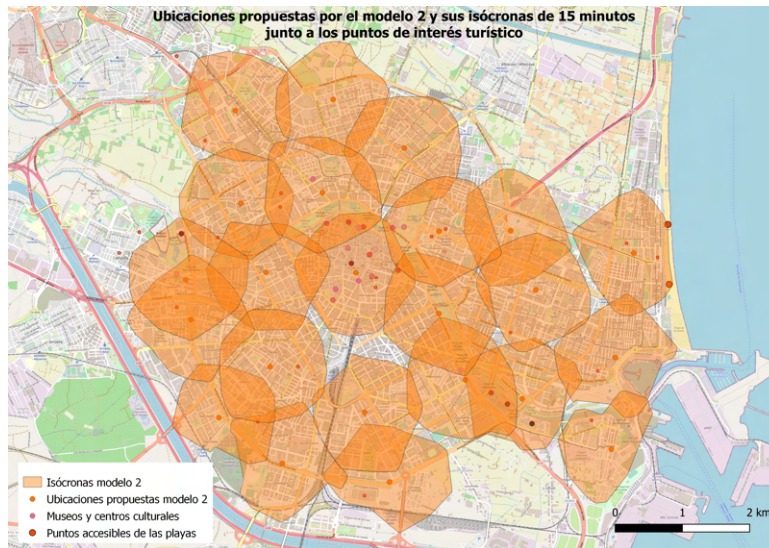 Ubicaciones propuestas por el modelo 2 y sus isócronas de 15 minutos
junto a los puntos de interés turístico
Isócronas modelo 2
Ubicaciones propuestas modelo 2
Museos y centros culturales
Puntos accesibles de las playas
0 1 2 km